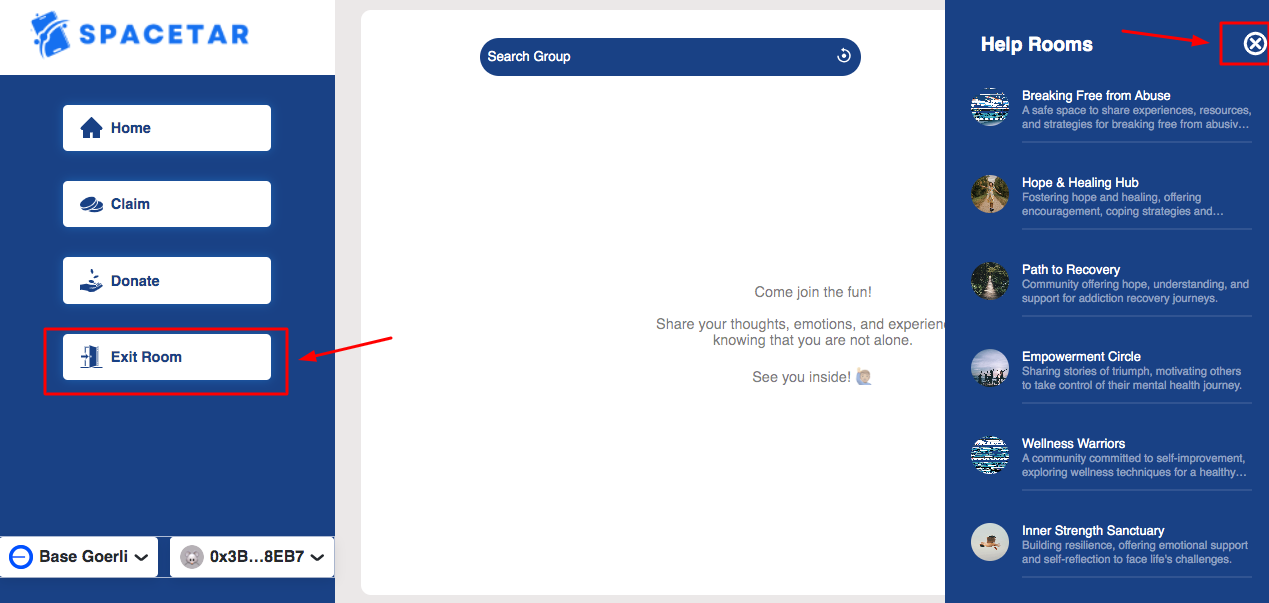 SPACETAR
Home
Claim
Donate
Exit Room
Base Goerli
0x3B...8EB7
Search Group
Come join the fun!
Share your thoughts, emotions, and
knowing that you are not alone.
See you inside! 🙋🏼‍♂️
Help Rooms
Breaking Free from Abuse
A safe space to share experiences, resources,
and strategies for breaking free from abusiv...
Hope & Healing Hub
Fostering hope and healing, offering
encouragement, coping strategies and...
Path to Recovery
Community offering hope, understanding, and
support for addiction recovery journeys.
Empowerment Circle
Sharing stories of triumph, motivating others
to take control of their mental health journey.
Wellness Warriors
A community committed to self-improvement,
exploring wellness techniques for a healthy...
Inner Strength Sanctuary
Building resilience, offering emotional support
and self-reflection to face life's challenges.